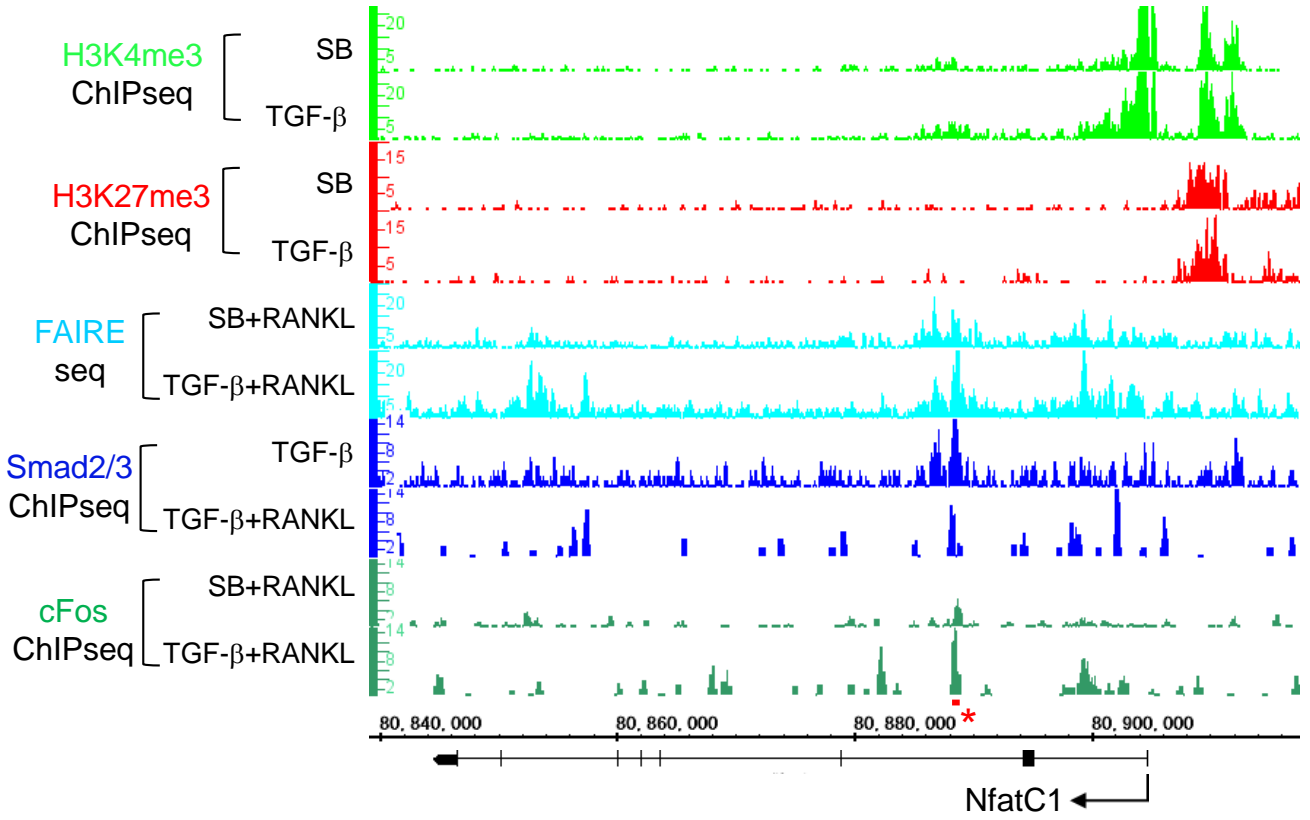 H3K4me3
ChIPseq
SB
TGF-β
20
5
20
5
H3K27me3
ChIPseq
SB
TGF-β
15
5
15
5
FAIRE
seq
SB+RANKL
TGF-β+RANKL
20
5
20
5
Smad2/3
ChIPseq
TGF-β
TGF-β+RANKL
14
8
2
14
8
2
cFos
ChIPseq
SB+RANKL
TGF-β+RANKL
14
8
2
14
8
2
*
80,840,000 80,860,000 80,880,000 80,900,000
NfatC1